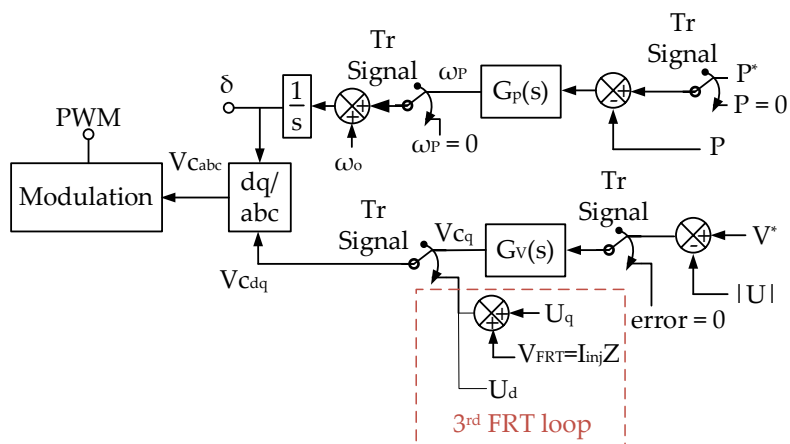 Tr
Signal
P*
P = 0
Tr
Signal
ωP
Gp(s)
+
-
P
δ
1
s
+
+
ωo
ωP = 0
PWM
Modulation
Vcabc
dq/
abc
Vcdq
Tr
Signal
Vcq
GV(s)
Tr
Signal
+
-
V*
|U|
error = 0
+
+
Uq
VFRT=IinjZ
Ud
3rd FRT loop